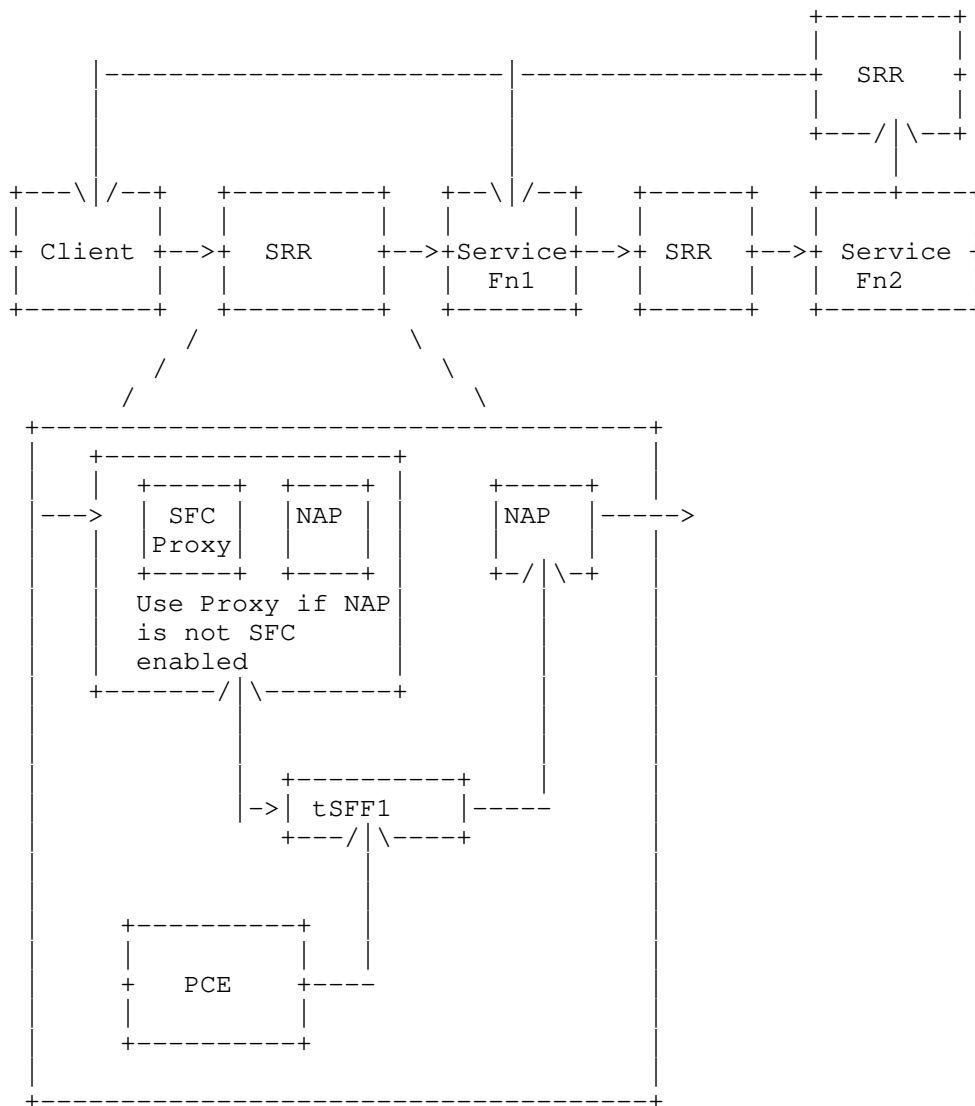 SRR
Client SRR Service SRR Service
Fn1 Fn2
SFC NAP NAP
Proxy
Use Proxy if NAP
is not SFC
enabled
tSFF1
PCE